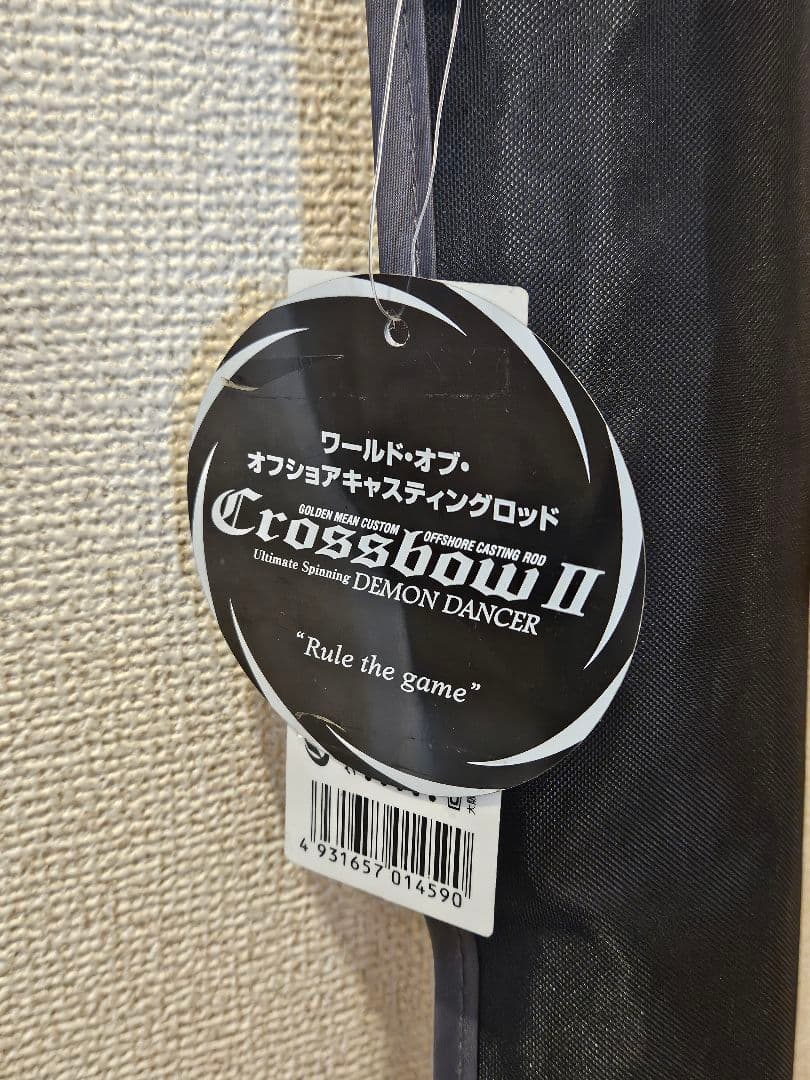 ワールド・オブ・
オフショアキャスティングロッド
GOLDEN MEAN CUSTOM OFFSHORE CASTING ROD
Crossbow II
Ultimate Spinning DEMON DANCER
“Rule the game”
4 931657 014590